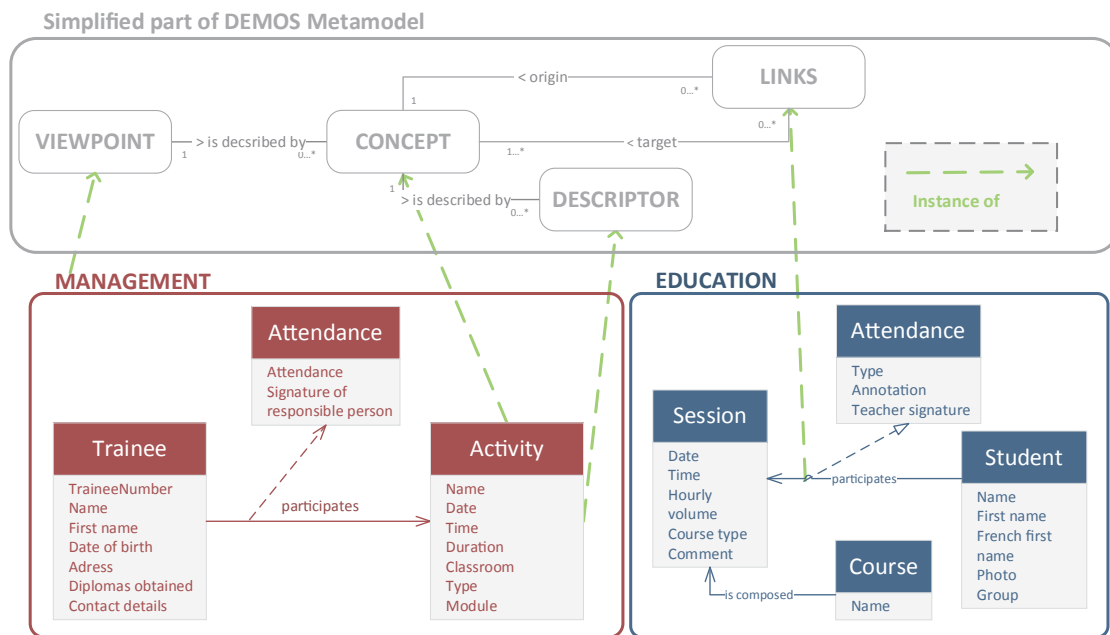 Simplified part of DEMOS Metamodel
LINKS
< origin
1
0...*
0...*
VIEWPOINT
> is decsribed by
1
0...*
CONCEPT
1...*
< target
1
> is described by
0...*
DESCRIPTOR
Instance of
MANAGEMENT
Attendance
Attendance
Signature of
responsible person
Trainee
TraineeNumber
Name
First name
Date of birth
Adress
Diplomas obtained
Contact details
participates
Activity
Name
Date
Time
Duration
Classroom
Type
Module
EDUCATION
Attendance
Type
Annotation
Teacher signature
Session
Date
Time
Hourly
volume
Course type
Comment
participates
Student
Name
First name
French first
name
Photo
Group
is composed
Course
Name